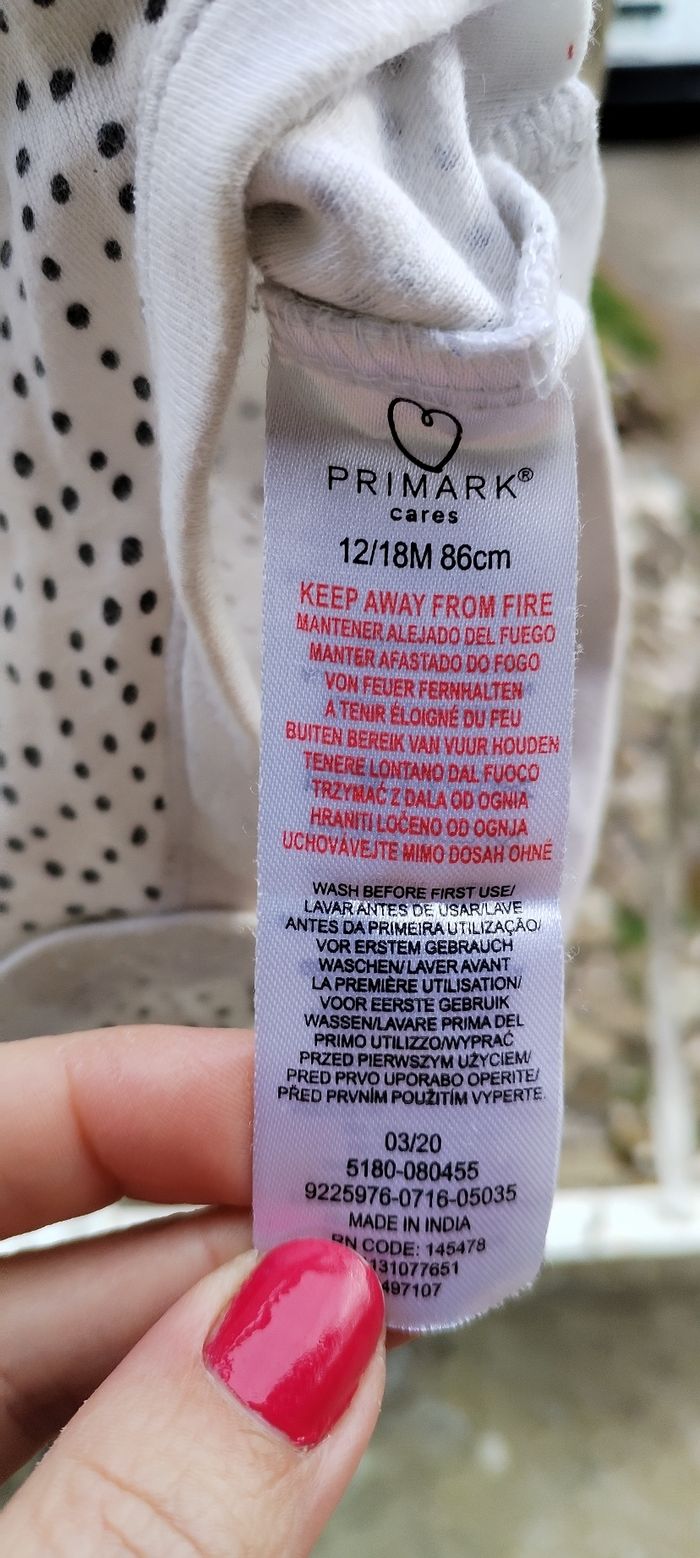 PRIMARK®
cares
12/18M 86cm
KEEP AWAY FROM FIRE
MANTENER ALEJADO DEL FUEGO
MANTER AFASTADO DO FOGO
VON FEUER FERNHALTEN
À TENIR ÉLOIGNÉ DU FEU
BUITEN BEREIK VAN VUUR HOUDEN
TENERE LONTANO DAL FUOCO
TRZYMAĆ Z DALA OD OGNIA
HRANITI LOČENO OD OGNJA
UCHOVÁVEJTE MIMO DOSAH OHNĚ
WASH BEFORE FIRST USE/
LAVAR ANTES DE USAR/LAVE
ANTES DA PRIMEIRA UTILIZAÇÃO/
VOR ERSTEM GEBRAUCH
WASCHEN/LAVER AVANT
LA PREMIÈRE UTILISATION/
VOOR EERSTE GEBRUIK
WASSEN/LAVARE PRIMA DEL
PRIMO UTILIZZO/WYPRAĆ
PRZED PIERWSZYM UŻYCIEM/
PRED PRVO UPORABO OPERITE/
PŘED PRVNÍM POUŽITÍM VYPERTE.
03/20
5180-080455
9225976-0716-05035
MADE IN INDIA
RN CODE: 145478
131077651
497107